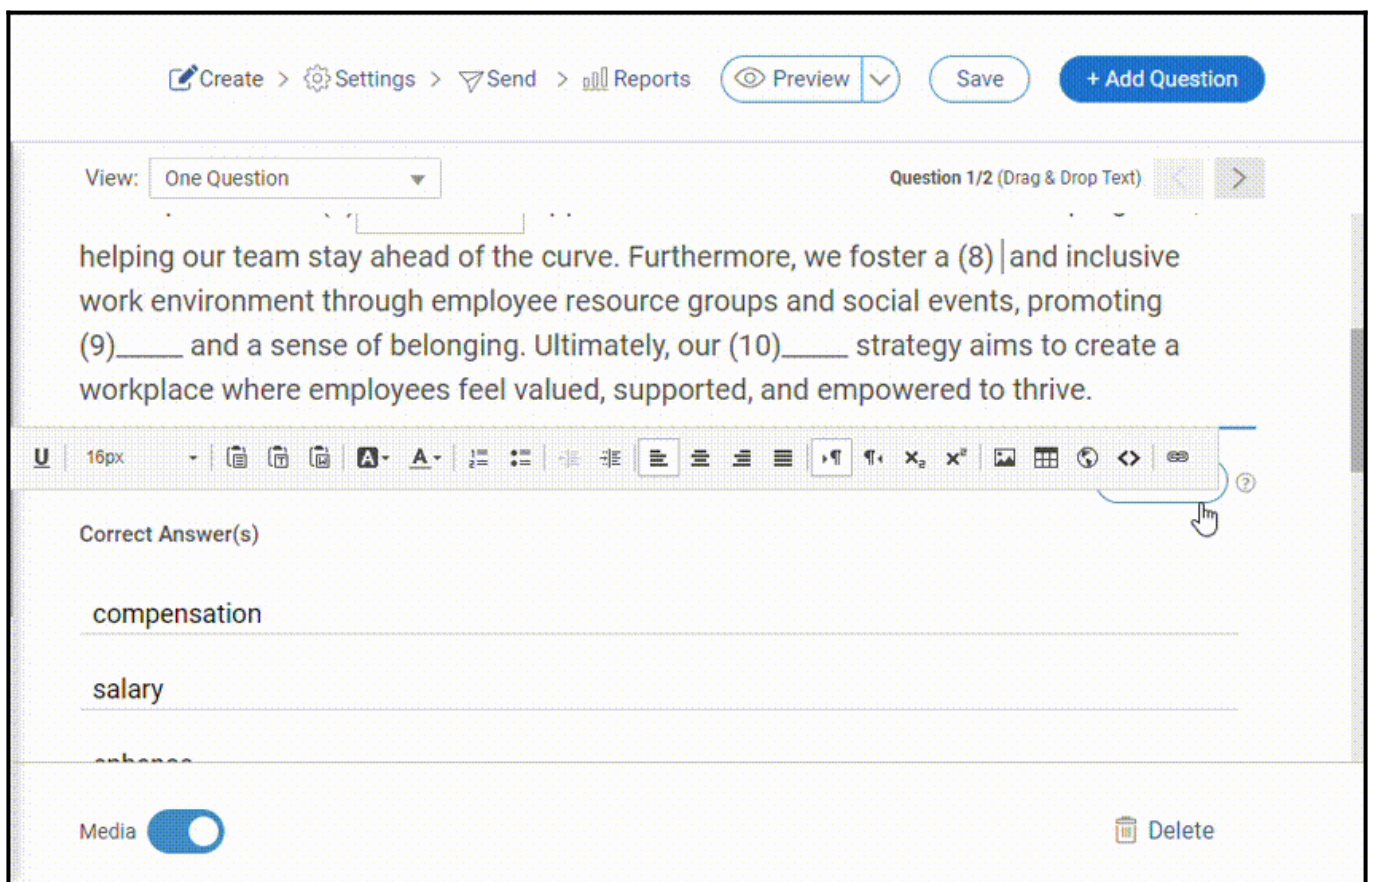 Create > Settings > Send > Reports Preview Save + Add Question
View: One Question Question 1/2 (Drag & Drop Text)
helping our team stay ahead of the curve. Furthermore, we foster a (8) and inclusive
work environment through employee resource groups and social events, promoting
(9)_____ and a sense of belonging. Ultimately, our (10)_____ strategy aims to create a
workplace where employees feel valued, supported, and empowered to thrive.
U 16px
Correct Answer(s)
compensation
salary
Media Delete